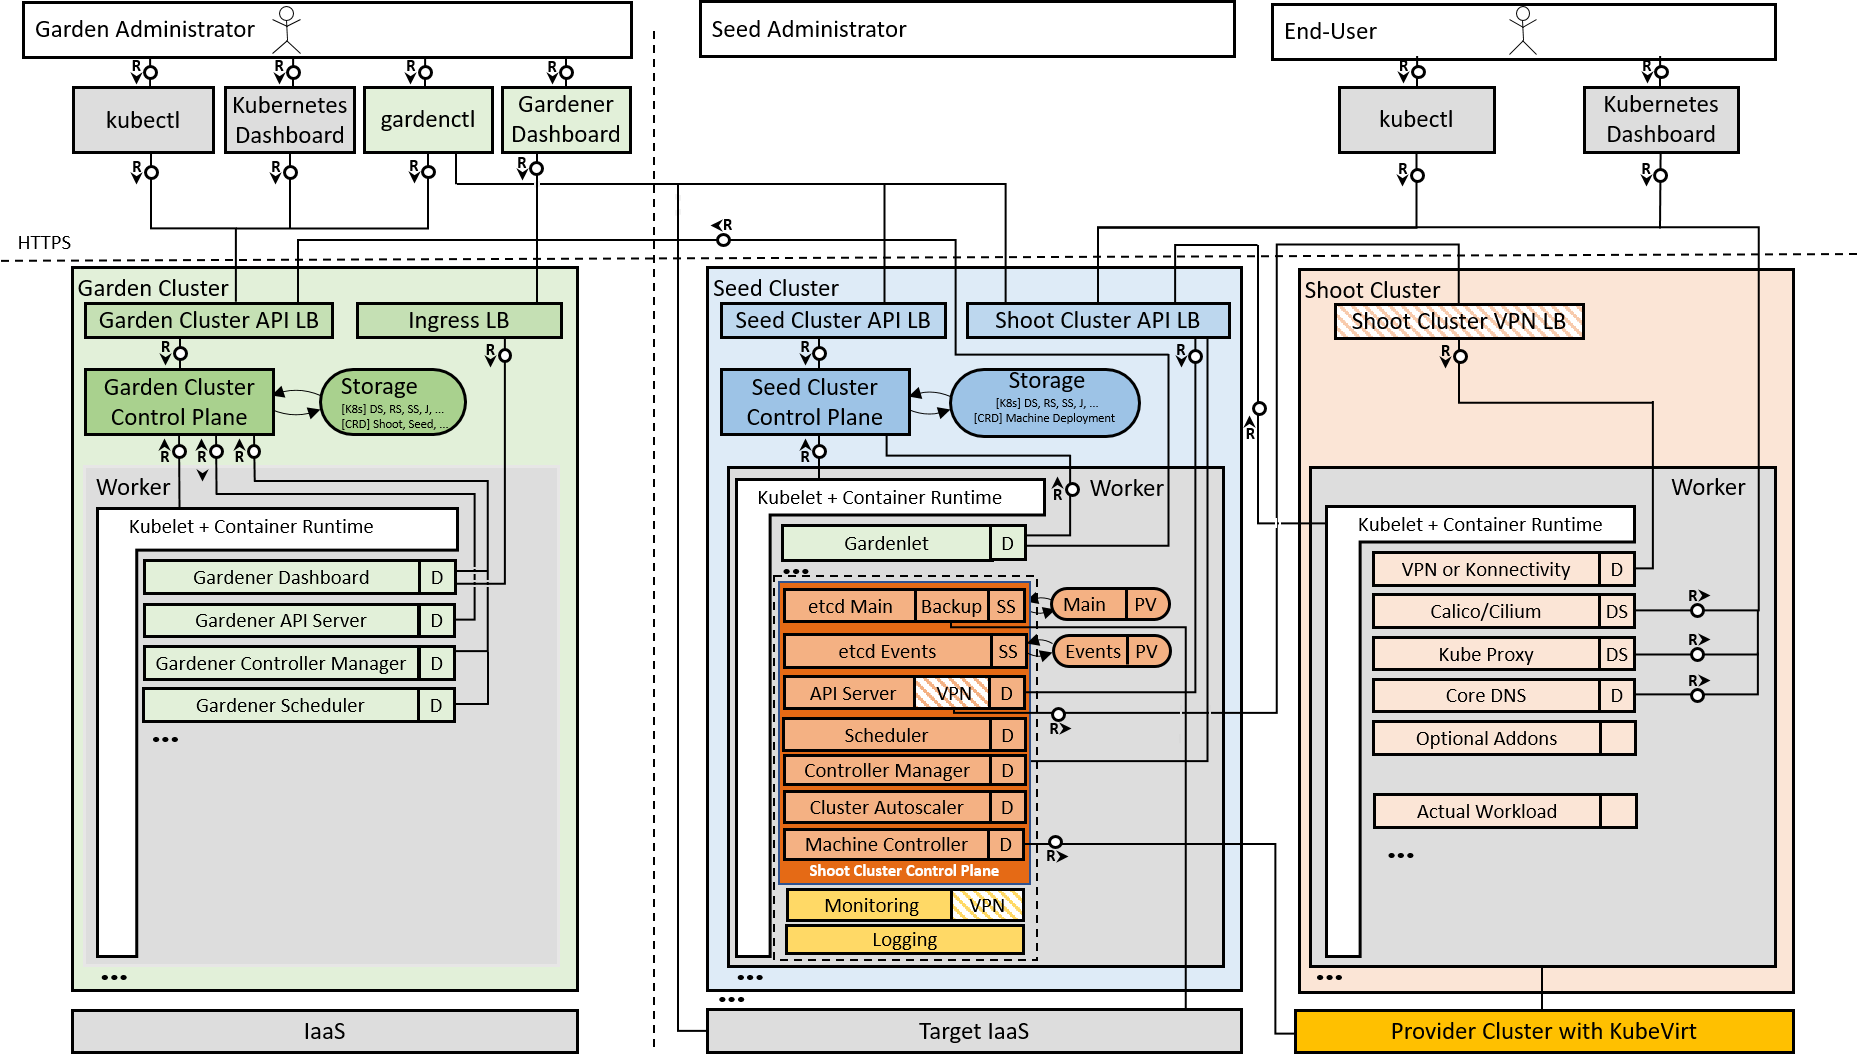 Garden Administrator
Seed Administrator
End-User
R
R
R
R
R
R
kubectl
Kubernetes
Dashboard
gardenctl
Gardener
Dashboard
kubectl
Kubernetes
Dashboard
R
R
R
R
R
R
R
HTTPS
Garden Cluster
Garden Cluster API LB
Ingress LB
R
R
Garden Cluster
Control Plane
Storage
[K8s] DS, RS, SS, J, ...
[CRD] Shoot, Seed, ...
R
R
R
Worker
Kubelet + Container Runtime
Gardener Dashboard
D
Gardener API Server
D
Gardener Controller Manager
D
Gardener Scheduler
D
•••
•••
IaaS
Seed Cluster
Seed Cluster API LB
Shoot Cluster API LB
R
R
Seed Cluster
Control Plane
Storage
[K8s] DS, RS, SS, J, ...
[CRD] Machine Deployment
R
R
Worker
Kubelet + Container Runtime
Gardenlet
D
•••
etcd Main
Backup
SS
Main
PV
etcd Events
SS
Events
PV
API Server
VPN
D
R
Scheduler
D
Controller Manager
D
Cluster Autoscaler
D
Machine Controller
D
R
Shoot Cluster Control Plane
Monitoring
VPN
Logging
•••
•••
Target IaaS
Shoot Cluster
Shoot Cluster VPN LB
R
R
Worker
Kubelet + Container Runtime
VPN or Konnectivity
D
Calico/Cilium
DS
R
Kube Proxy
DS
R
Core DNS
D
R
Optional Addons
Actual Workload
•••
•••
Provider Cluster with KubeVirt